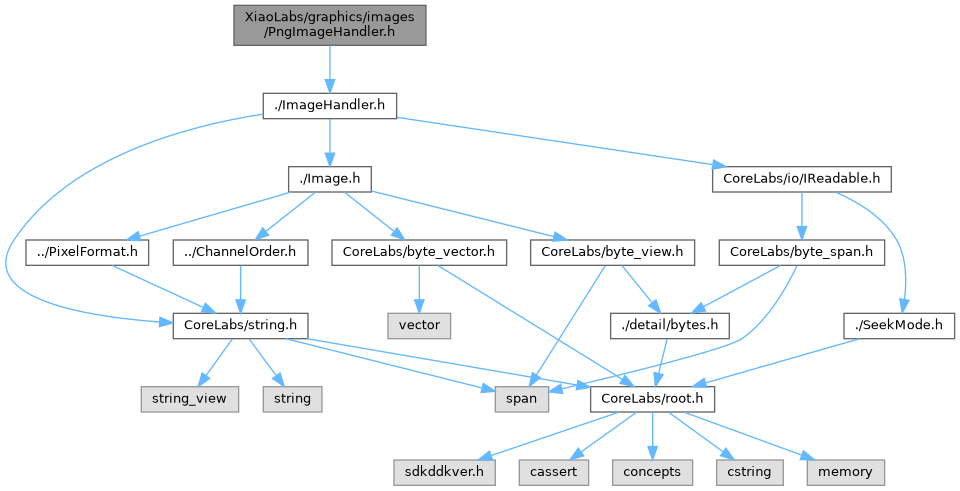 XiaoLabs/graphics/images
/PngImageHandler.h
./ImageHandler.h
./Image.h
CoreLabs/io/IReadable.h
../PixelFormat.h
../ChannelOrder.h
CoreLabs/byte_vector.h
CoreLabs/byte_view.h
CoreLabs/byte_span.h
CoreLabs/string.h
vector
./detail/bytes.h
./SeekMode.h
string_view
string
span
CoreLabs/root.h
sdkddkver.h
cassert
concepts
cstring
memory